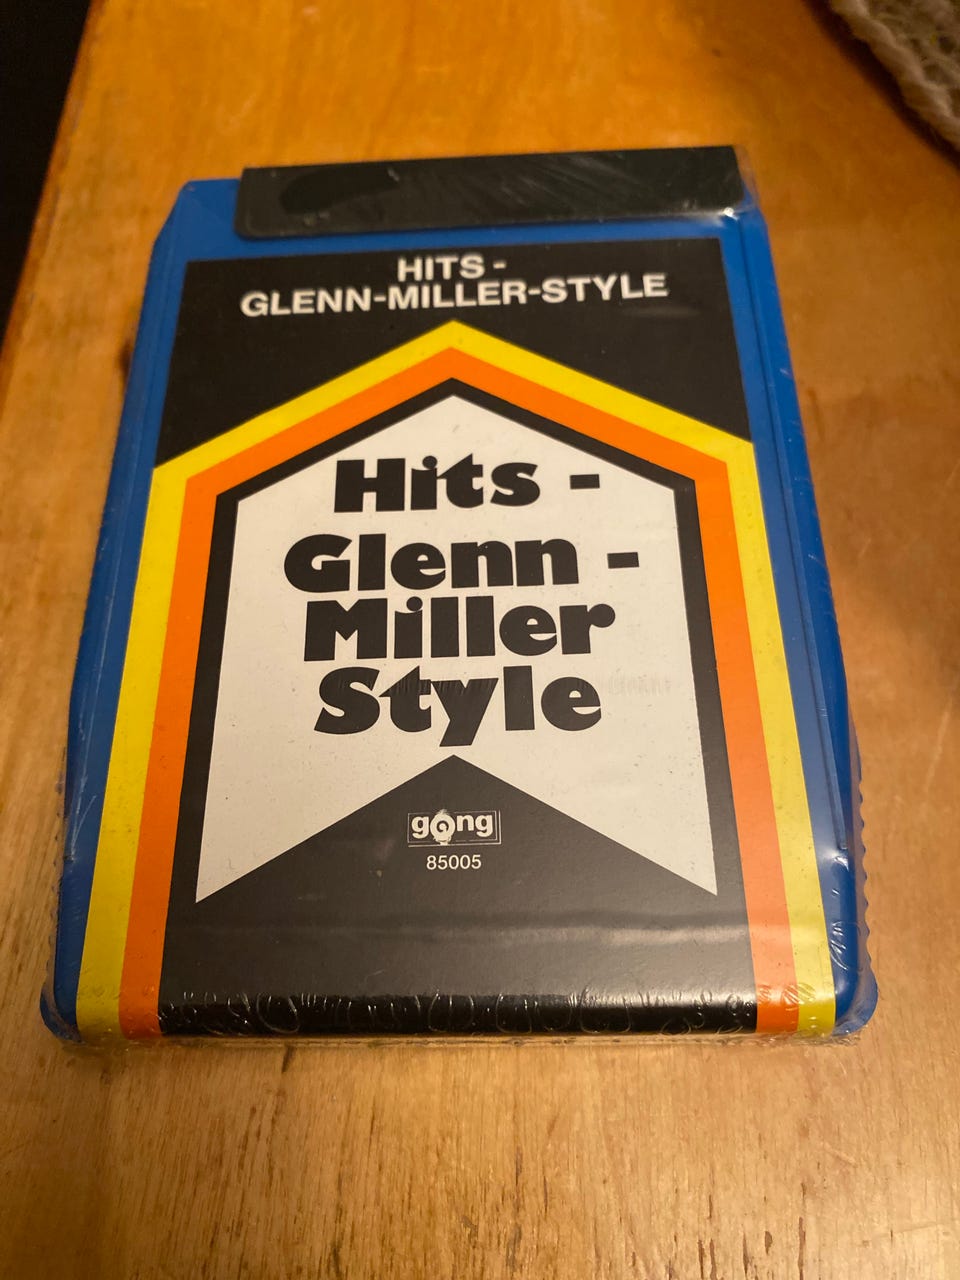 HITS -
GLENN-MILLER-STYLE
Hits -
Glenn -
Miller
Style
gong
85005